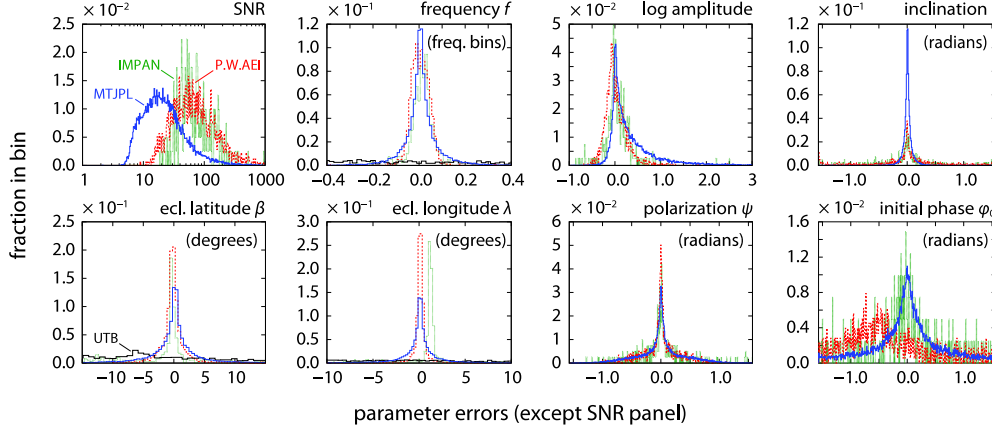 SNR
× 10⁻²
2.5
2.0
1.5
1.0
0.5
0.0
1 10 100 1000
IMPAN
P.W.AEI
MTJPL
frequency f
× 10⁻¹
(freq. bins)
1.2
1.0
0.8
0.6
0.4
0.2
0.0
−0.4 −0.2 0.0 0.2 0.4
log amplitude
× 10⁻²
5
4
3
2
1
0
−1.0 0.0 1.0 2.0 3
inclination
× 10⁻¹
(radians)
1.2
1.0
0.8
0.6
0.4
0.2
0.0
−1.0 0.0 1.0
fraction in bin
ecl. latitude β
× 10⁻¹
(degrees)
2.5
2.0
1.5
1.0
0.5
0.0
−10 −5 0 5 10
UTB
ecl. longitude λ
× 10⁻¹
(degrees)
3.0
2.5
2.0
1.5
1.0
0.5
0.0
−10 −5 0 5 10
polarization ψ
× 10⁻²
(radians)
6
5
4
3
2
1
0
−1.0 0.0 1.0
initial phase φ₀
× 10⁻²
(radians)
1.6
1.2
0.8
0.4
0.0
−1.0 0.0 1.0
parameter errors (except SNR panel)